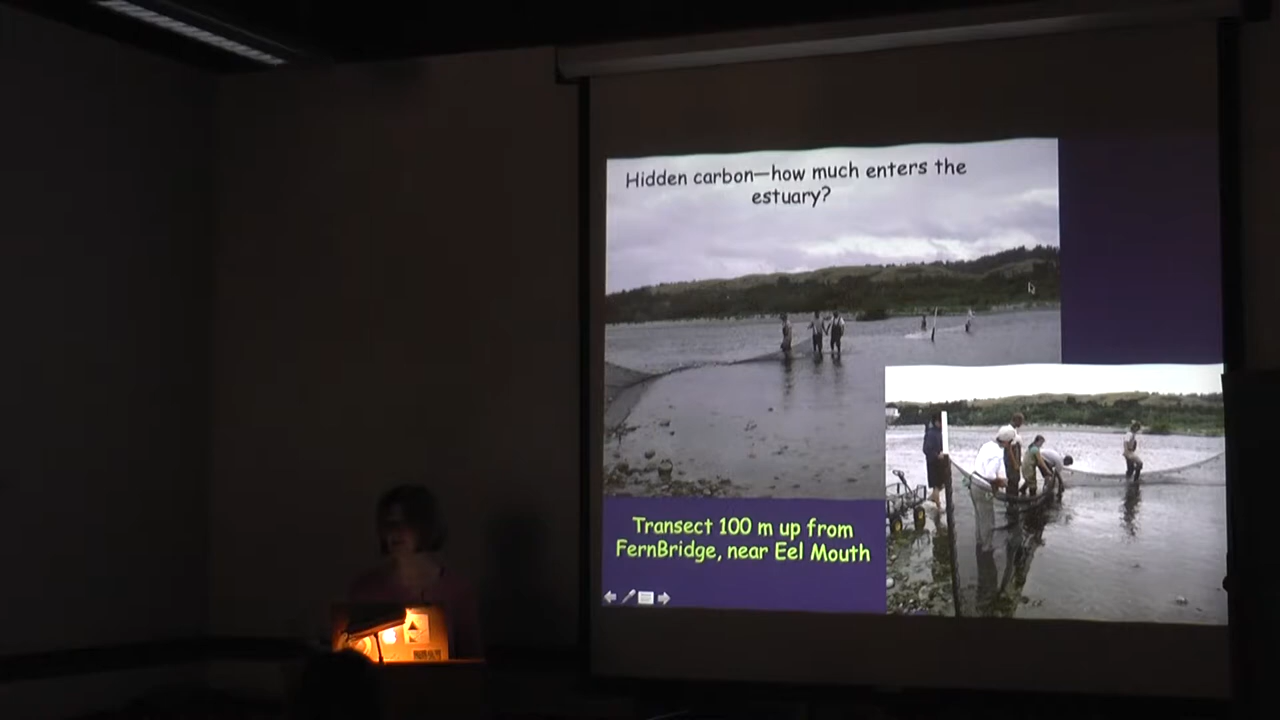 Hidden carbon—how much enters the
estuary?
Transect 100 m up from
FernBridge, near Eel Mouth